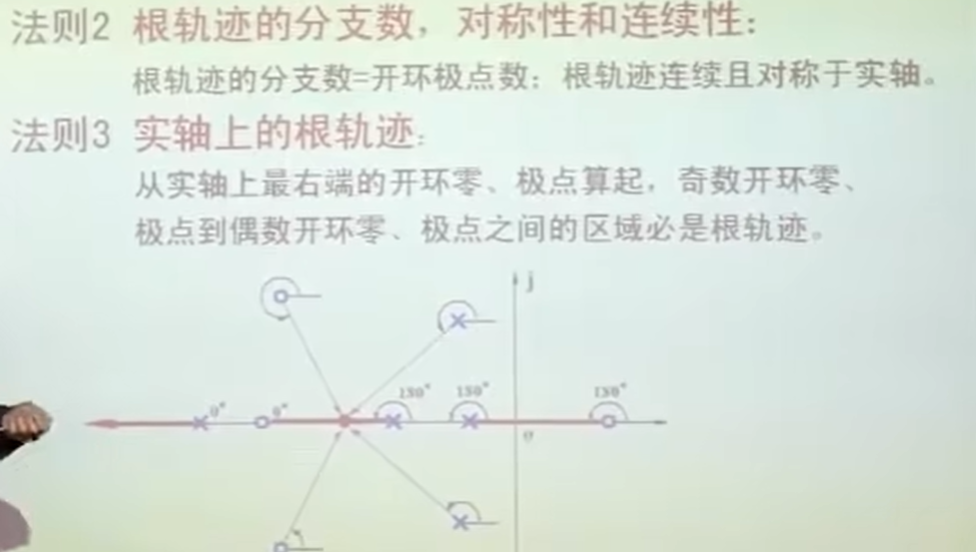 法则2 根轨迹的分支数，对称性和连续性：
根轨迹的分支数=开环极点数；根轨迹连续且对称于实轴。
法则3 实轴上的根轨迹：
从实轴上最右端的开环零、极点算起，奇数开环零、
极点到偶数开环零、极点之间的区域必是根轨迹。
j
180° 180° 180°
0° 0°
0